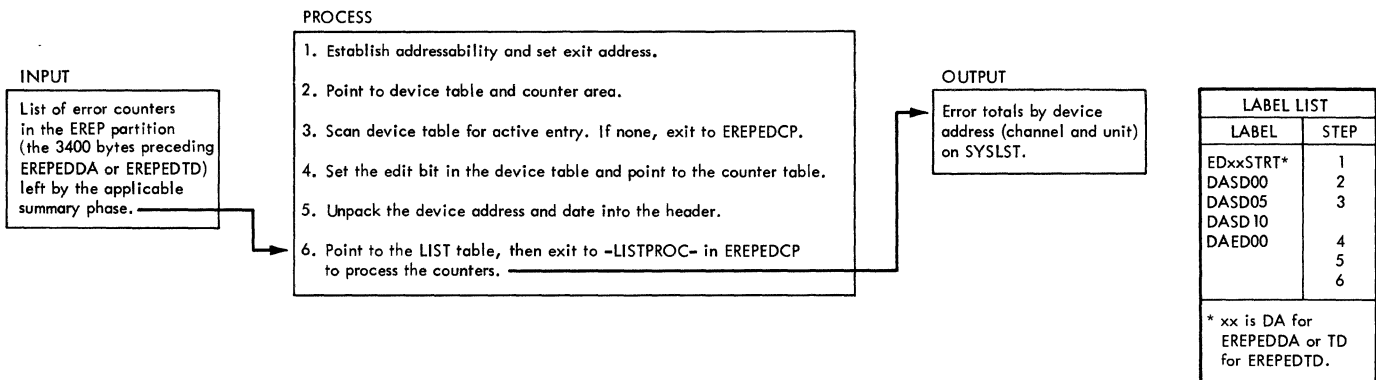 PROCESS
1. Establish addressability and set exit address.
2. Point to device table and counter area.
3. Scan device table for active entry. If none, exit to EREPEDCP.
4. Set the edit bit in the device table and point to the counter table.
5. Unpack the device address and date into the header.
6. Point to the LIST table, then exit to -LISTPROC- in EREPEDCP
to process the counters.
INPUT
List of error counters
in the EREP partition
(the 3400 bytes preceding
EREPEDDA or EREPEDTD)
left by the applicable
summary phase.
OUTPUT
Error totals by device
address (channel and unit)
on SYSLST.
LABEL LIST
LABEL STEP
EDxxSTRT* 1
DASD00 2
DASD05 3
DASD10
DAED00 4
5
6
* xx is DA for
EREPEDDA or TD
for EREPEDTD.